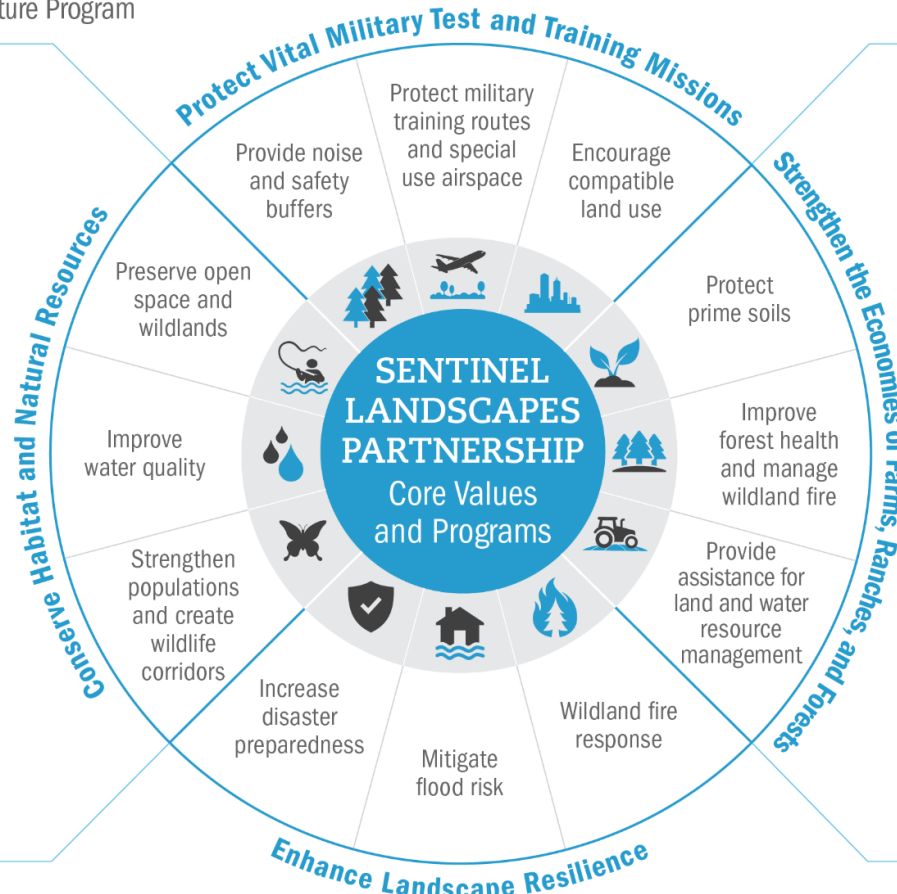 ture Program
Protect Vital Military Test and Training Missions
Provide noise
and safety
buffers
Protect military
training routes
and special
use airspace
Encourage
compatible
land use
Strengthen the Economies of Farms, Ranches, and Forests
Protect
prime soils
Improve
forest health
and manage
wildland fire
Provide
assistance for
land and water
resource
management
Enhance Landscape Resilience
Wildland fire
response
Mitigate
flood risk
Increase
disaster
preparedness
Conserve Habitat and Natural Resources
Strengthen
populations
and create
wildlife
corridors
Improve
water quality
Preserve open
space and
wildlands
SENTINEL
LANDSCAPES
PARTNERSHIP
Core Values
and Programs